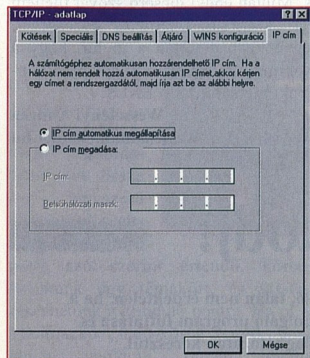 TCP/IP - adatlap
Kötések Speciális DNS beállítás Átjáró WINS konfiguráció IP cím
A számítógéphez automatikusan hozzárendelhető IP cím. Ha a
hálózat nem rendelt hozzá automatikusan IP címet, akkor kérjen
egy címet a rendszergazdától, majd írja azt be az alábbi helyre.
IP cím automatikus megállapítása
IP cím megadása:
IP cím:
Belsőhálózati maszk:
OK Mégse